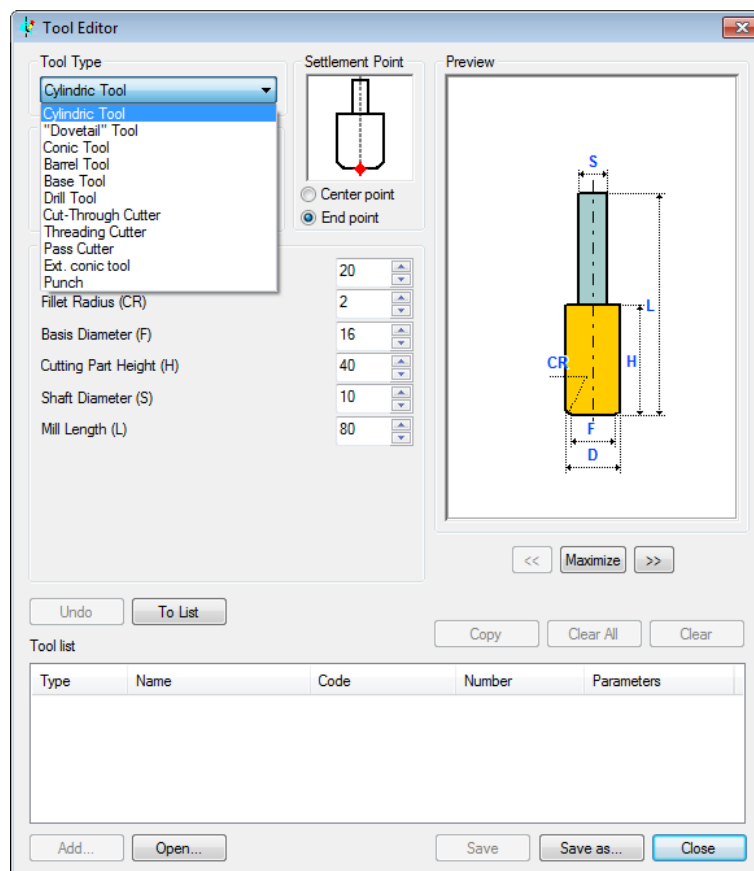 Tool Editor
Tool Type
Settlement Point
Preview
Cylindric Tool
Cylindric Tool
"Dovetail" Tool
Conic Tool
Barrel Tool
Base Tool
Drill Tool
Cut-Through Cutter
Threading Cutter
Pass Cutter
Ext. conic tool
Punch
Center point
End point
20
Fillet Radius (CR) 2
Basis Diameter (F) 16
Cutting Part Height (H) 40
Shaft Diameter (S) 10
Mill Length (L) 80
S
L
CR
H
F
D
<< Maximize >>
Undo To List
Copy Clear All Clear
Tool list
Type Name Code Number Parameters
Add... Open... Save Save as... Close